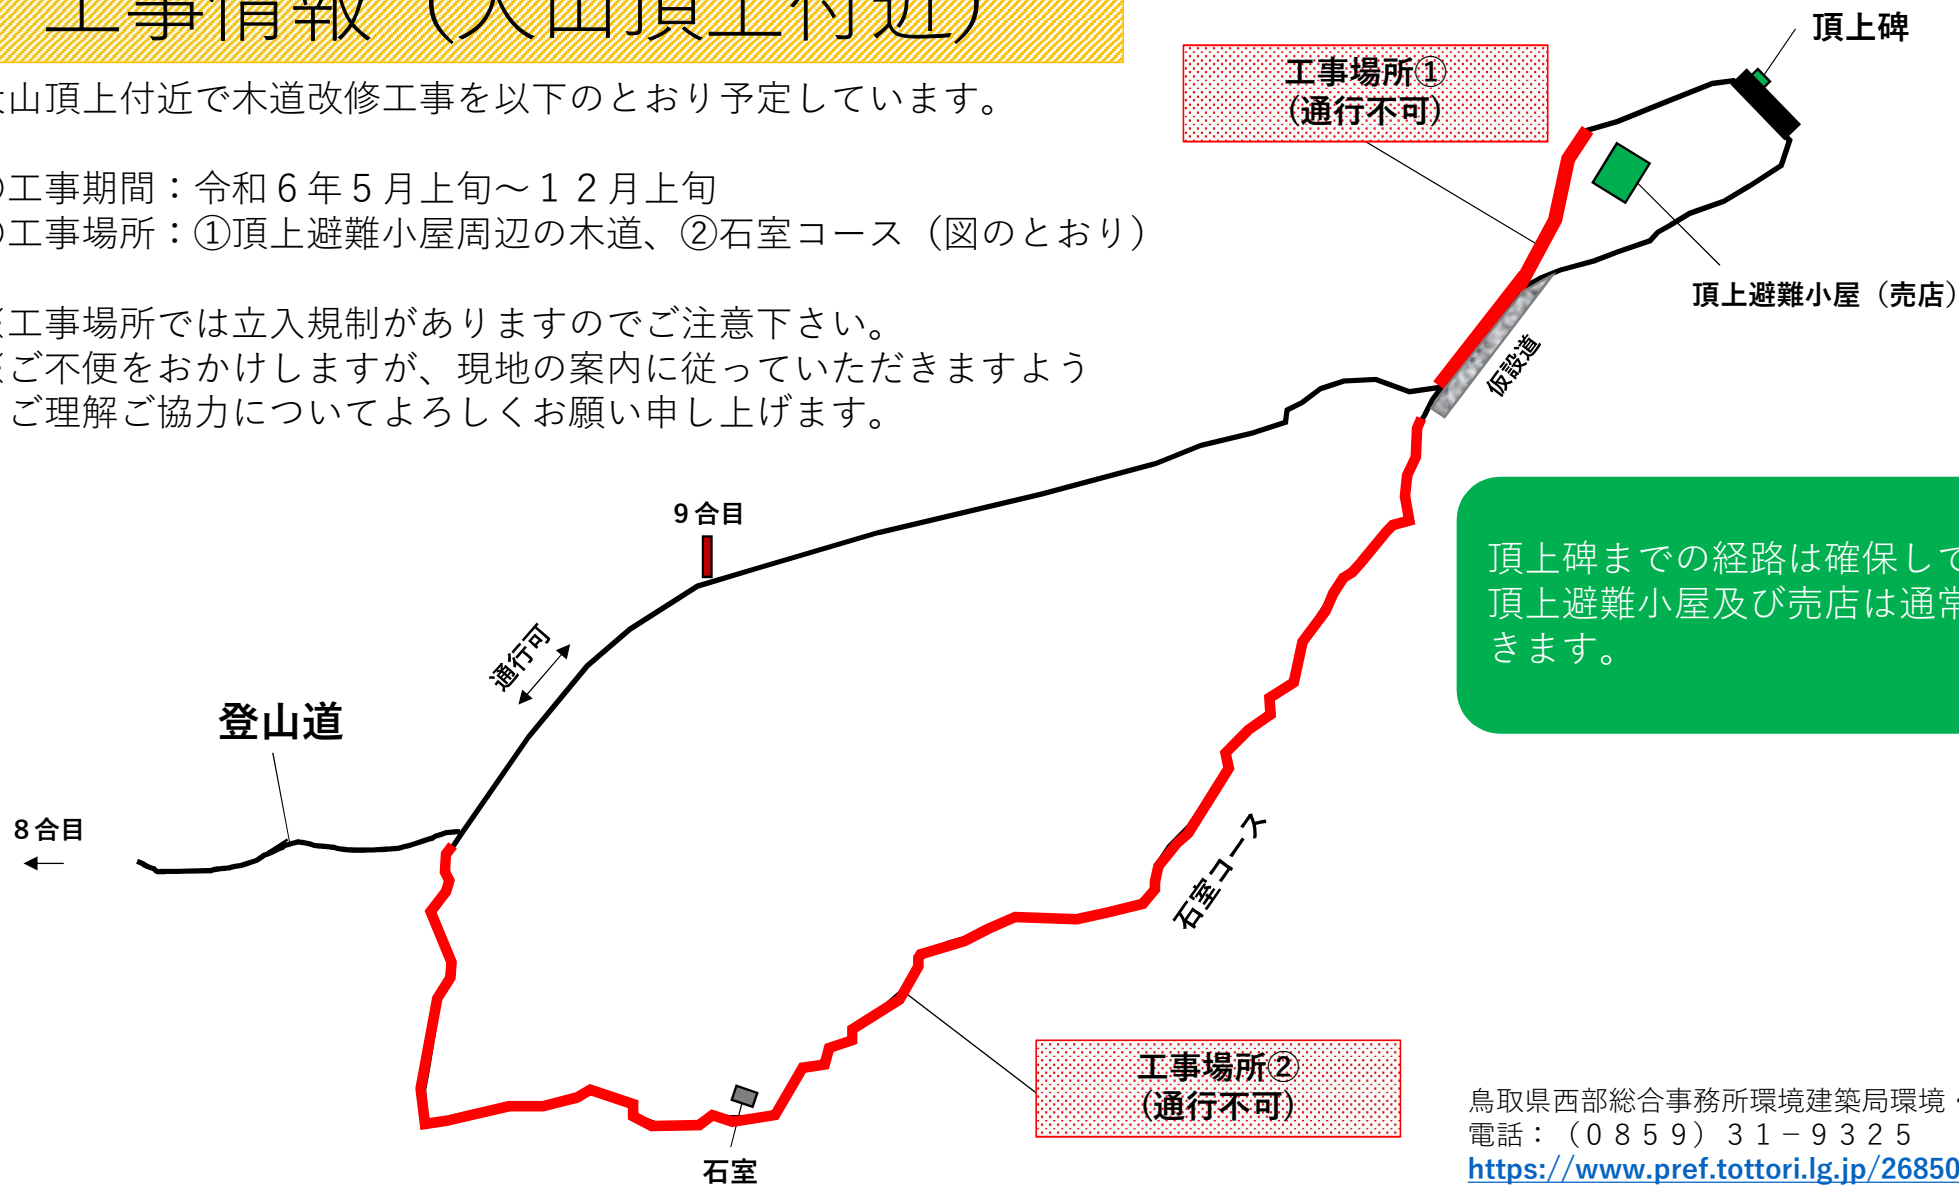 工事情報（大山頂上付近）
大山頂上付近で木道改修工事を以下のとおり予定しています。
工事期間：令和６年５月上旬～１２月上旬
工事場所：①頂上避難小屋周辺の木道、②石室コース（図のとおり）
※工事場所では立入規制がありますのでご注意下さい。
※ご不便をおかけしますが、現地の案内に従っていただきますよう
ご理解ご協力についてよろしくお願い申し上げます。
頂上碑
工事場所①
(通行不可)
頂上避難小屋（売店）
仮設道
９合目
通行可
登山道
８合目
頂上碑までの経路は確保して
頂上避難小屋及び売店は通常
きます。
石室コース
工事場所②
(通行不可)
石室
鳥取県西部総合事務所環境建築局環境・
電話：（０８５９）３１－９３２５
https://www.pref.tottori.lg.jp/26850